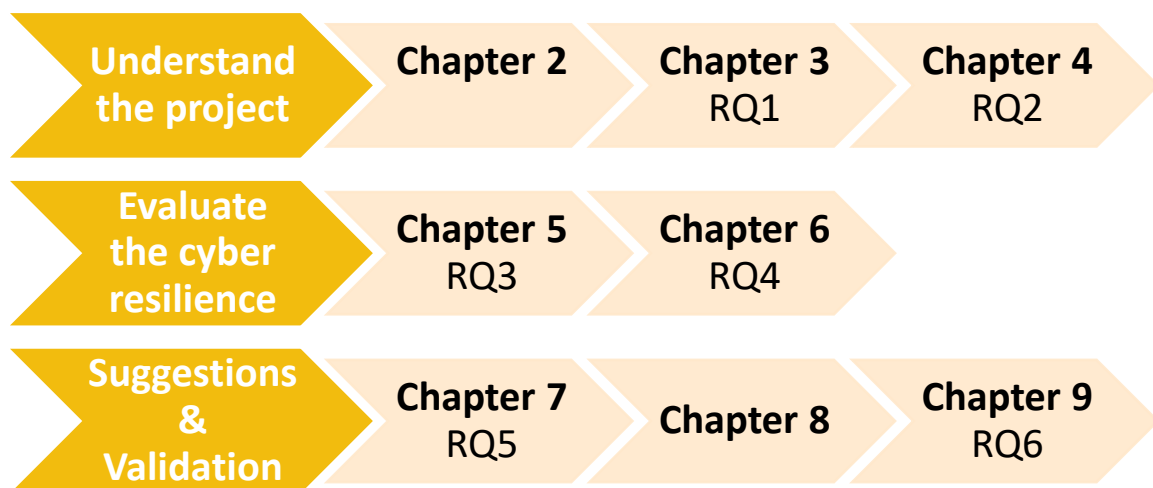 Understand
the project
Chapter 2
Chapter 3
RQ1
Chapter 4
RQ2
Evaluate
the cyber
resilience
Chapter 5
RQ3
Chapter 6
RQ4
Suggestions
&
Validation
Chapter 7
RQ5
Chapter 8
Chapter 9
RQ6